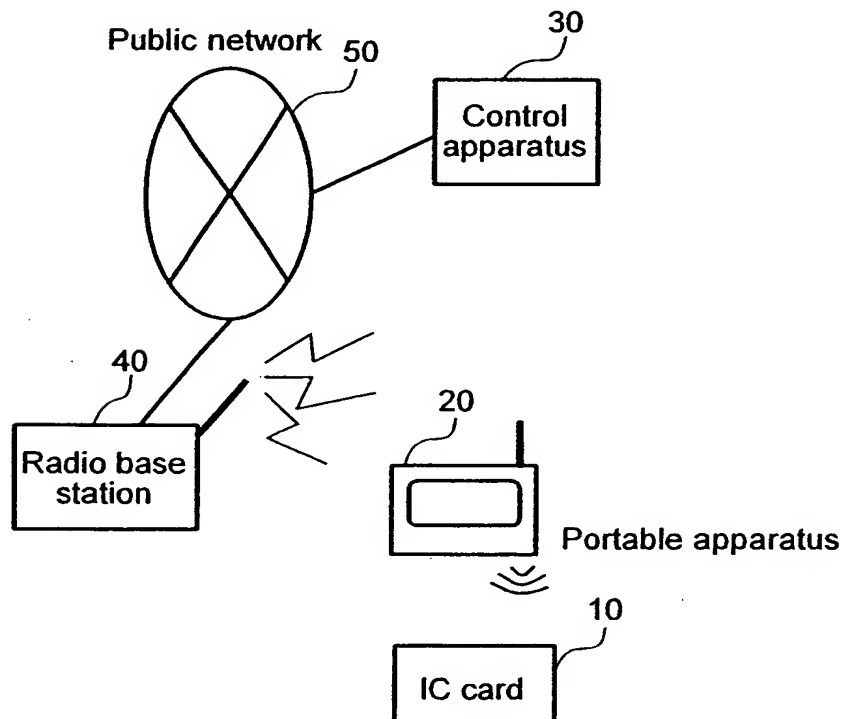 Public network
50
30
Control
apparatus
40
Radio base
station
20
Portable apparatus
10
IC card